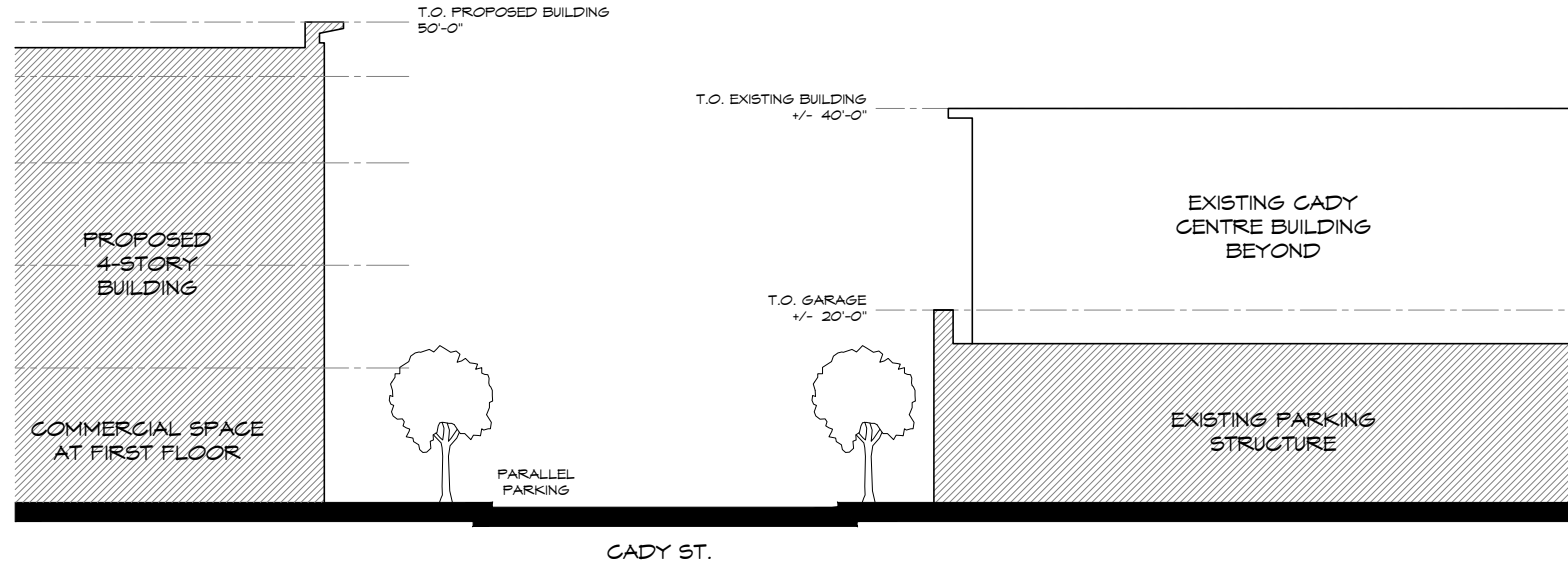 T.O. PROPOSED BUILDING
50'-0"
T.O. EXISTING BUILDING
+/- 40'-0"
EXISTING CADY
CENTRE BUILDING
BEYOND
PROPOSED
4-STORY
BUILDING
T.O. GARAGE
+/- 20'-0"
COMMERCIAL SPACE
AT FIRST FLOOR
EXISTING PARKING
STRUCTURE
PARALLEL
PARKING
CADY ST.